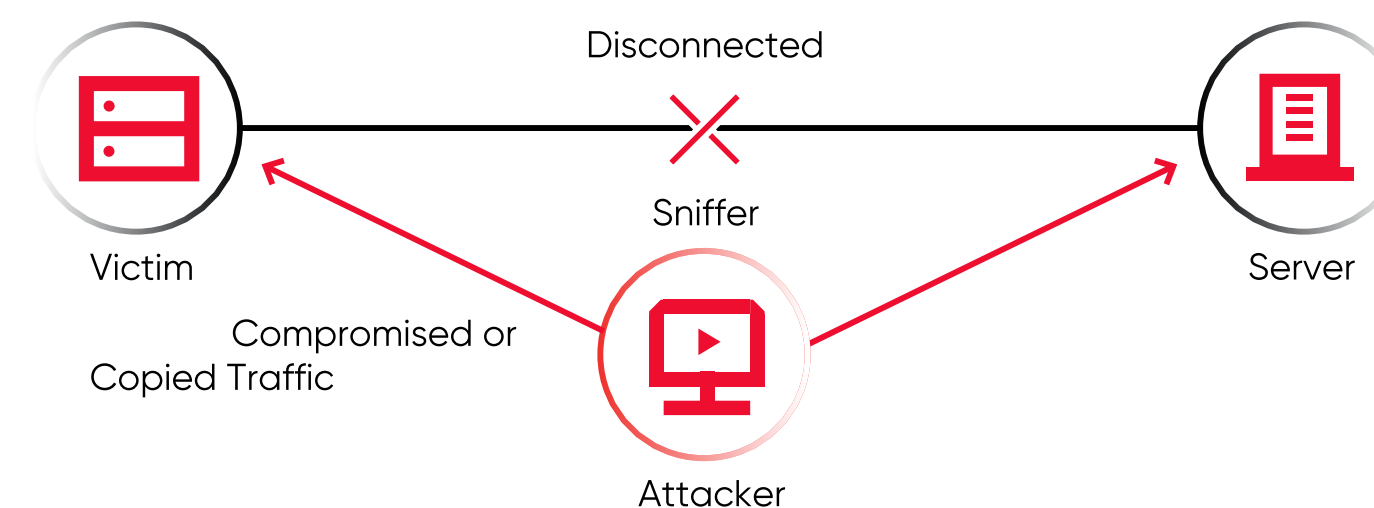 Disconnected
Sniffer
Victim
Server
Compromised or
Copied Traffic
Attacker